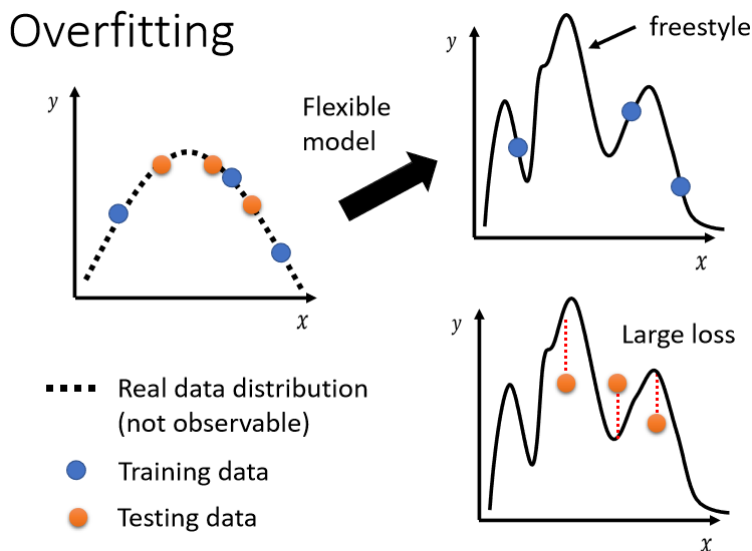 Overfitting
y
x
Flexible
model
y
freestyle
x
y
Large loss
x
Real data distribution
(not observable)
Training data
Testing data